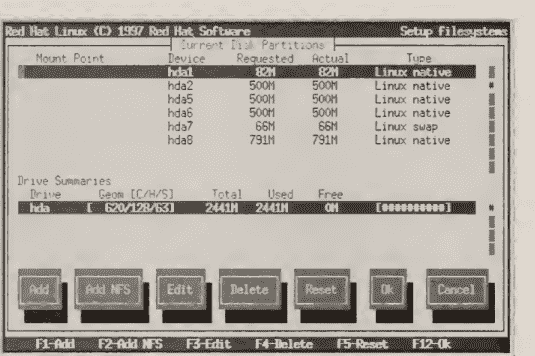 Red Hat Linux (C) 1997 Red Hat Software Setup filesystems
Current Disk Partitions
Mount Point Device Requested Actual Type
hda1 82M 82M Linux native
hda2 500M 500M Linux native
hda5 500M 500M Linux native
hda6 500M 500M Linux native
hda7 66M 66M Linux swap
hda8 791M 791M Linux native
Drive Summaries
Drive Geom [C/H/S] Total Used Free
hda [ 620/128/63] 2441M 2441M 0M [##########]
Add Add NFS Edit Delete Reset Ok Cancel
F1-Add F2-Add NFS F3-Edit F4-Delete F5-Reset F12-Ok